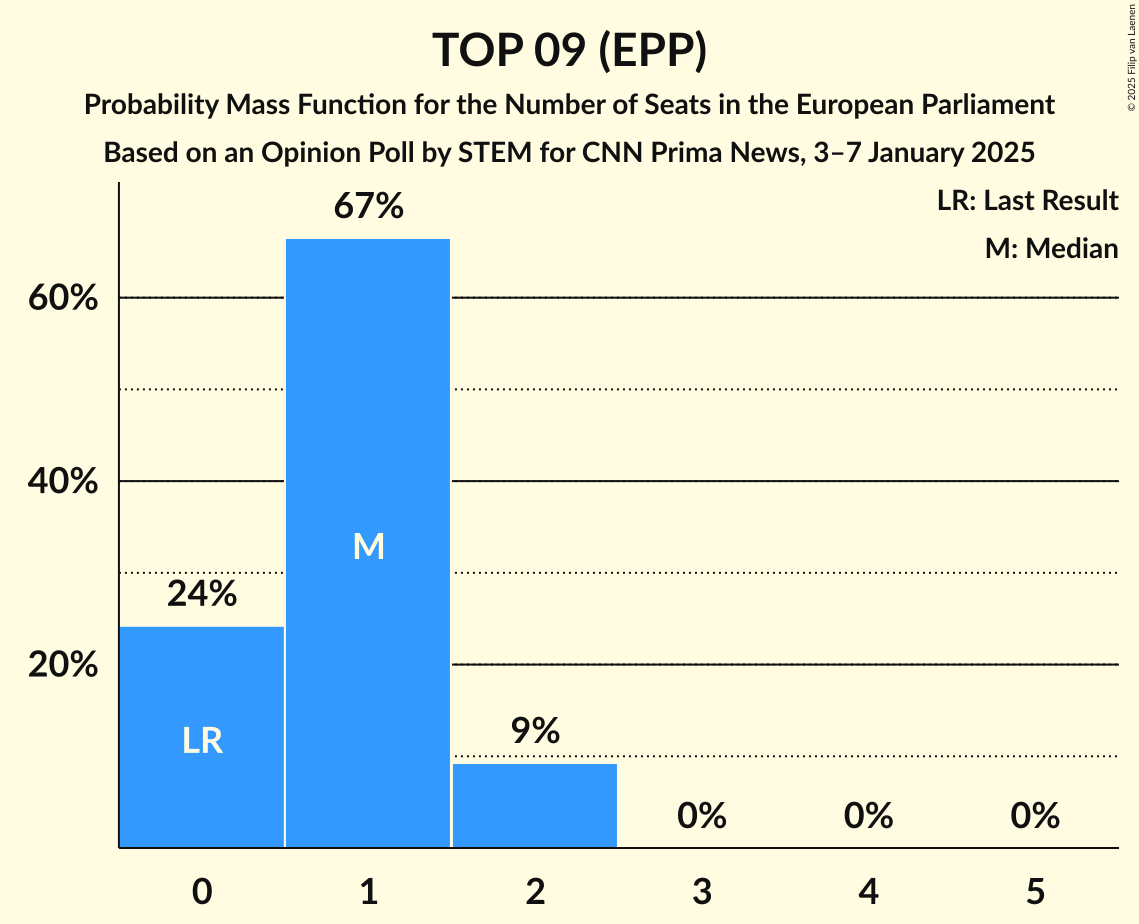 TOP 09 (EPP)
Probability Mass Function for the Number of Seats in the European Parliament
Based on an Opinion Poll by STEM for CNN Prima News, 3–7 January 2025
© 2025 Filip van Laenen
LR: Last Result
M: Median
67%
60%
40%
M
24%
20%
LR
9%
0% 0% 0%
0 1 2 3 4 5